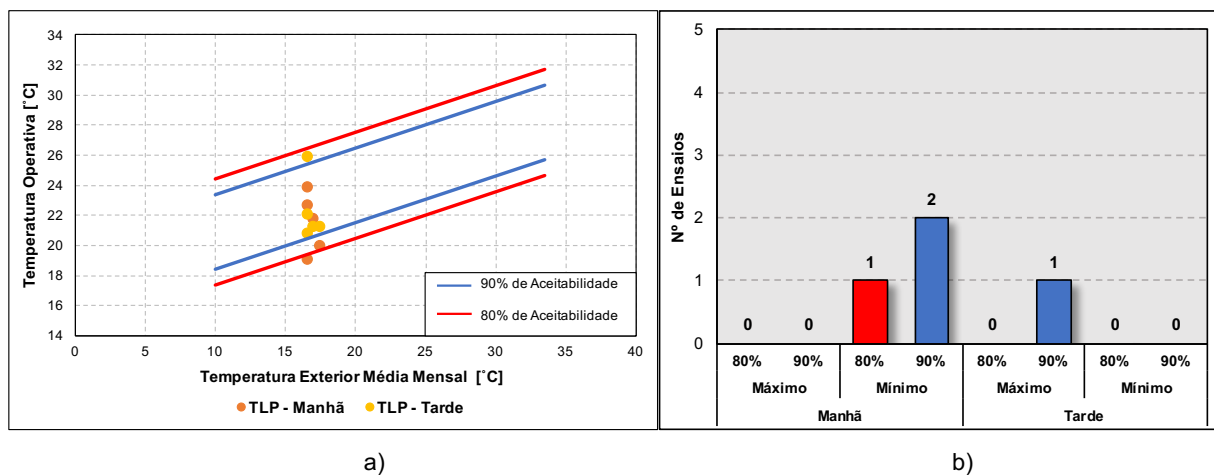 Temperatura Operativa [˚C]
34
32
30
28
26
24
22
20
18
16
14
0 5 10 15 20 25 30 35 40
90% de Aceitabilidade
80% de Aceitabilidade
Temperatura Exterior Média Mensal [˚C]
TLP - Manhã TLP - Tarde
a)
Nº de Ensaios
5
4
3
2
1
0
0 0 1 2 0 1 0 0
80% 90% 80% 90% 80% 90% 80% 90%
Máximo Mínimo Máximo Mínimo
Manhã Tarde
b)